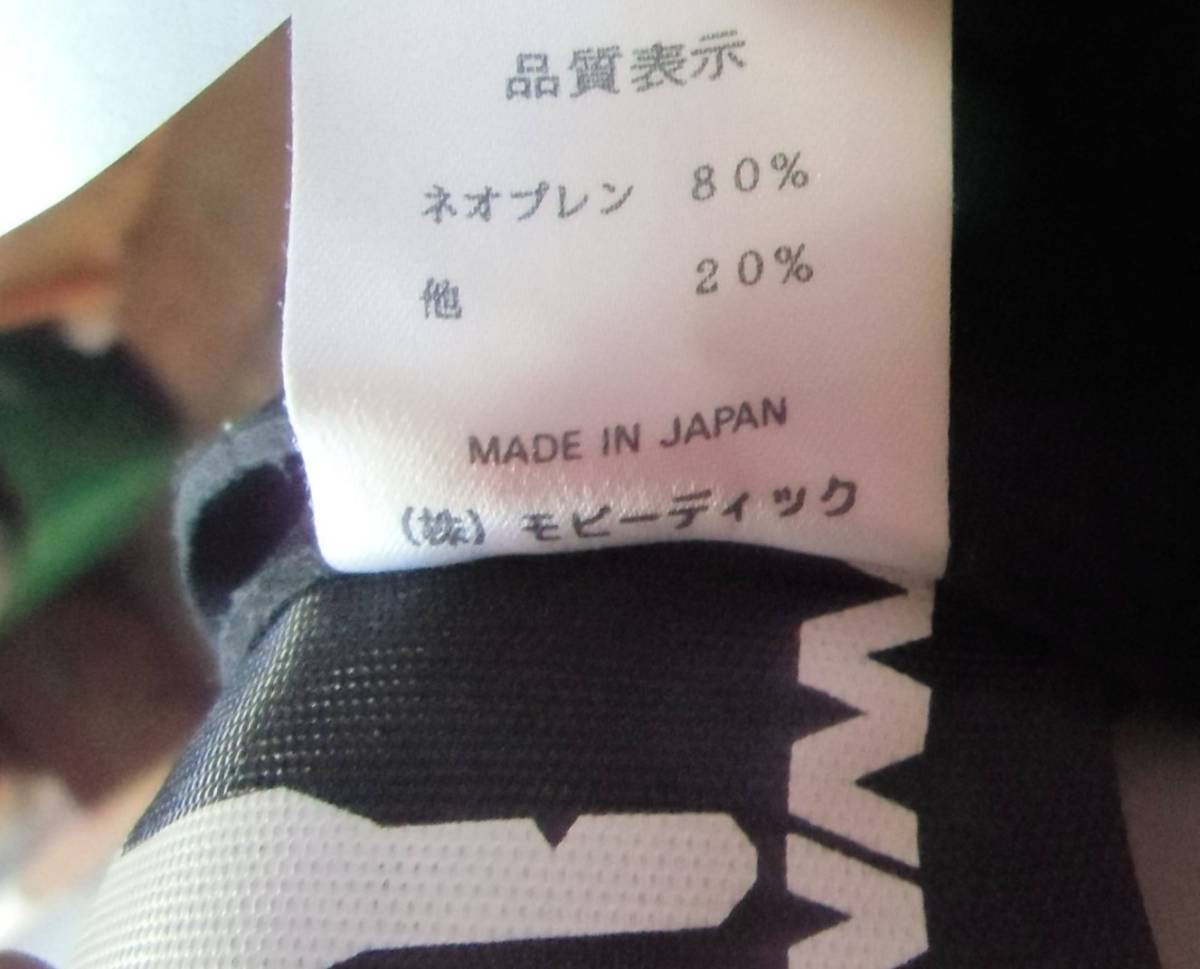 品質表示
ネオプレン 80%
他 20%
MADE IN JAPAN
(株) モビーディック